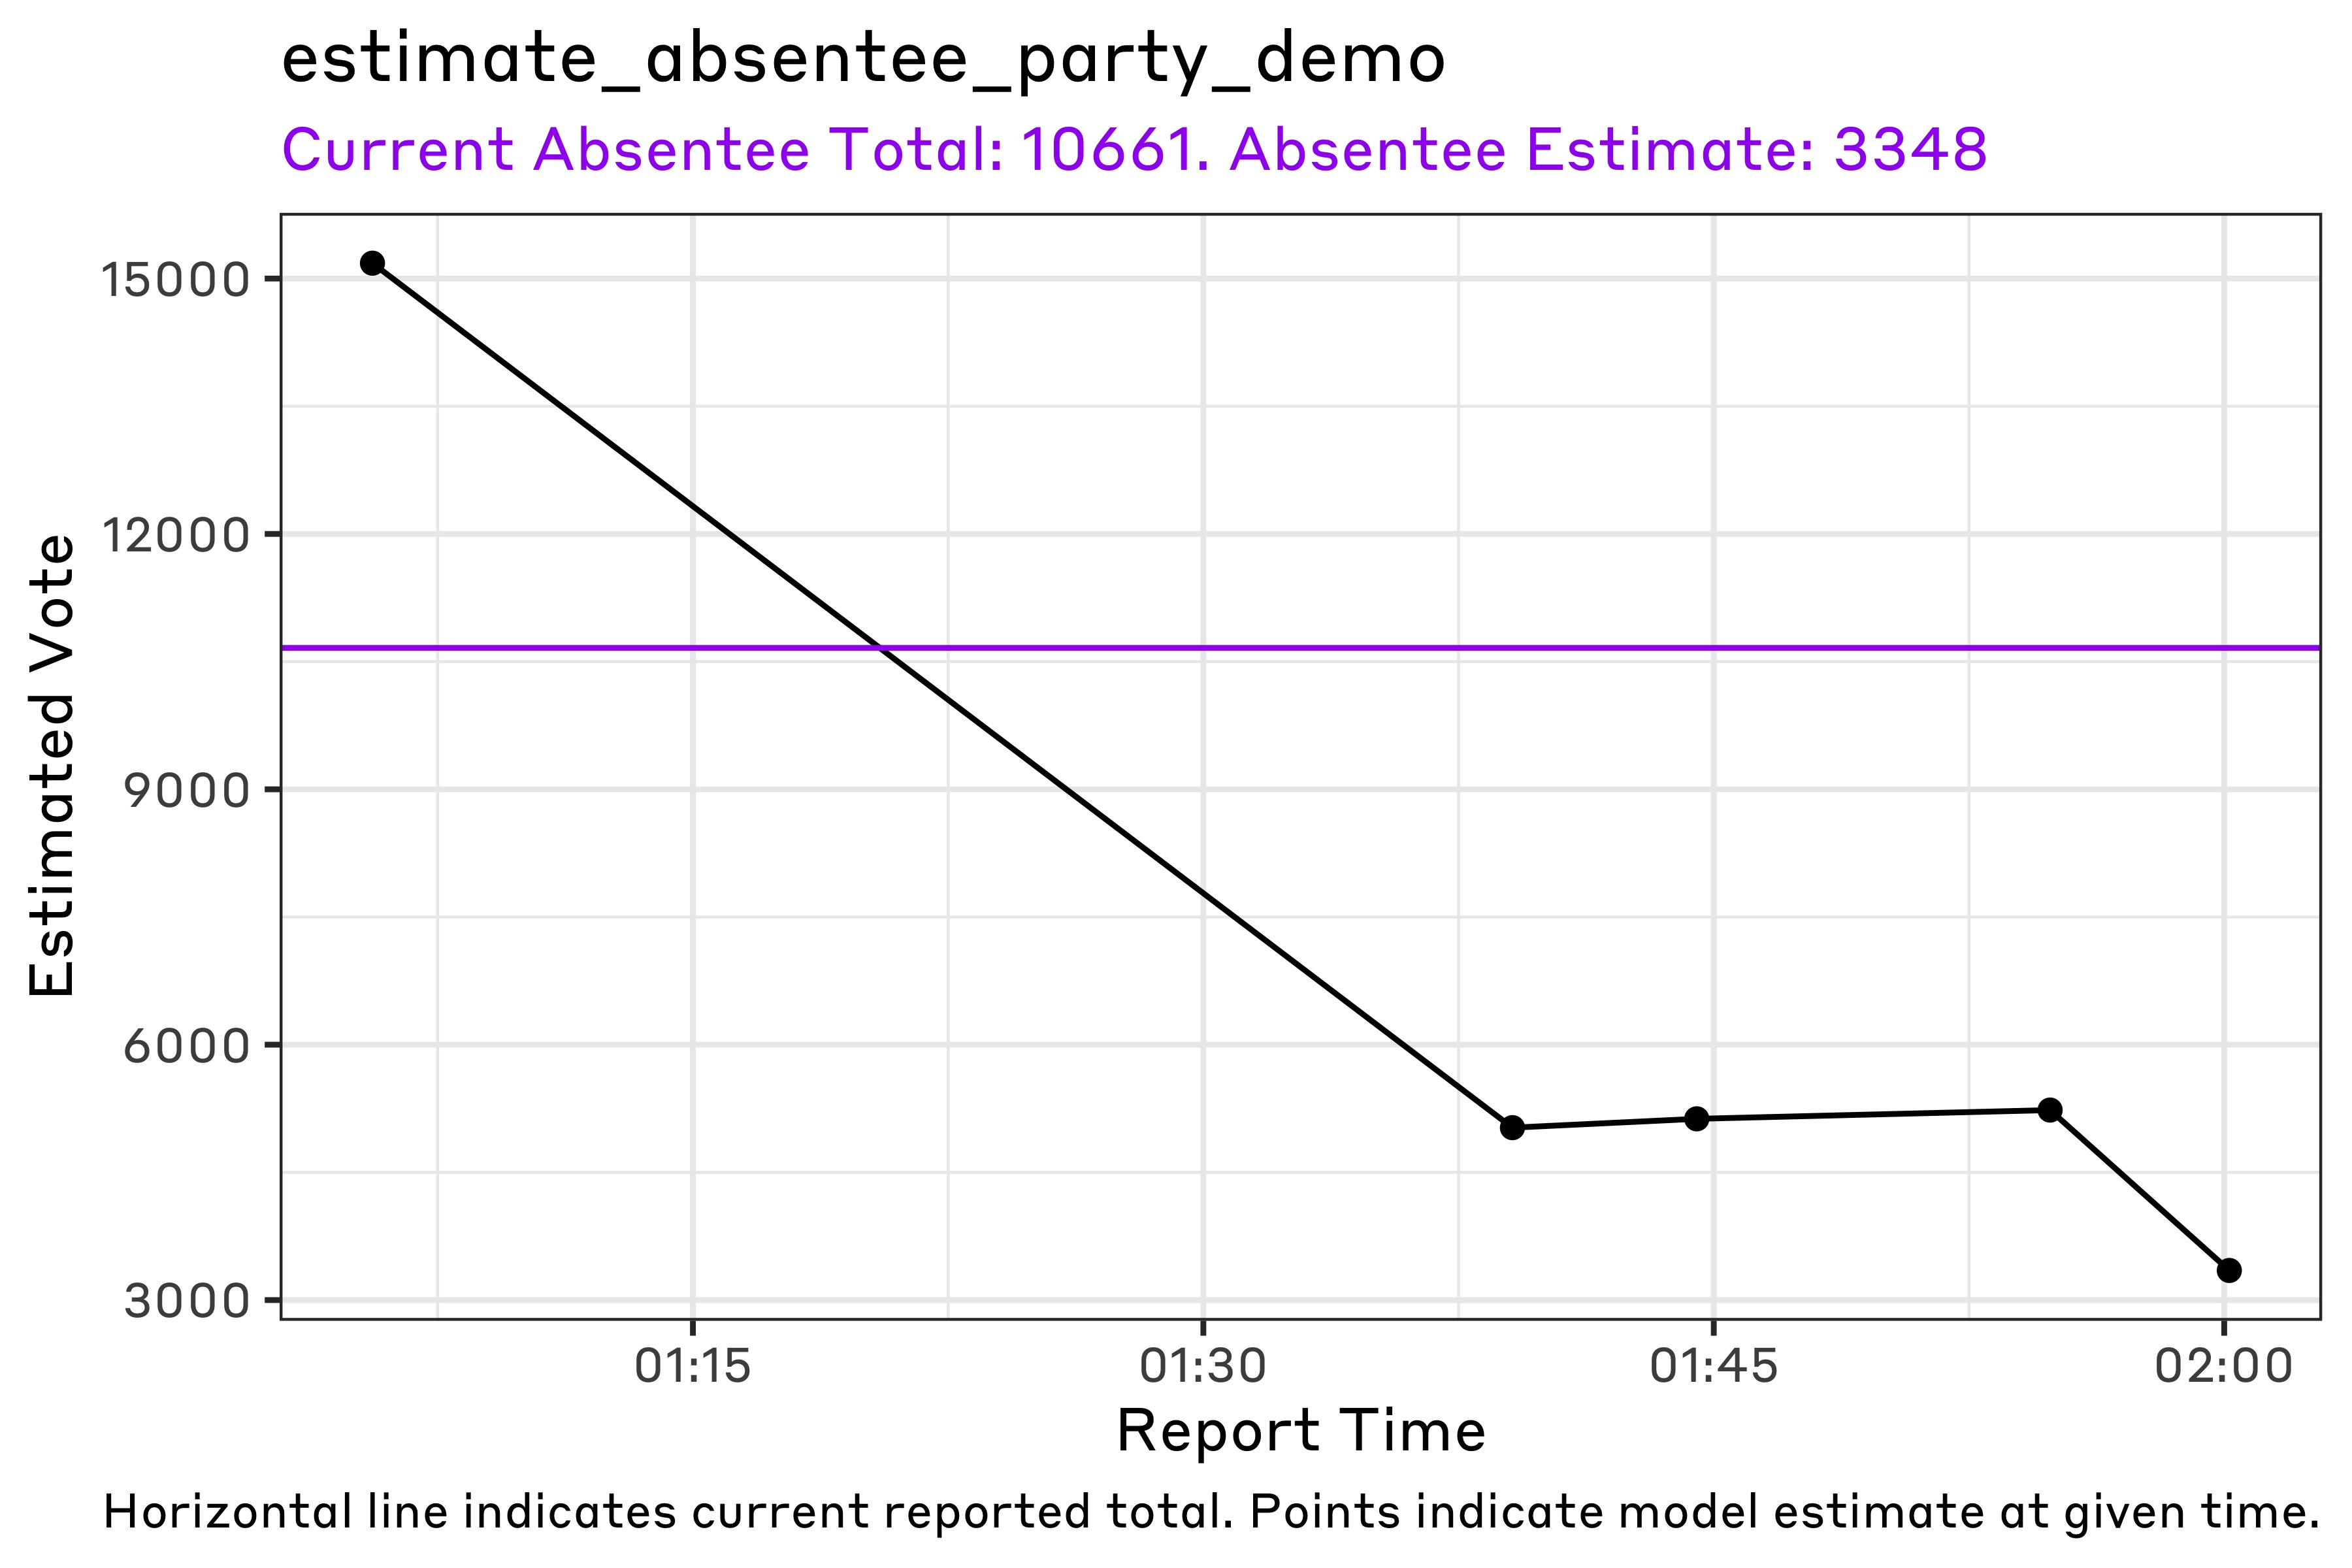 estimate_absentee_party_demo
Current Absentee Total: 10661. Absentee Estimate: 3348
Estimated Vote
15000
12000
9000
6000
3000
01:15 01:30 01:45 02:00
Report Time
Horizontal line indicates current reported total. Points indicate model estimate at given time.